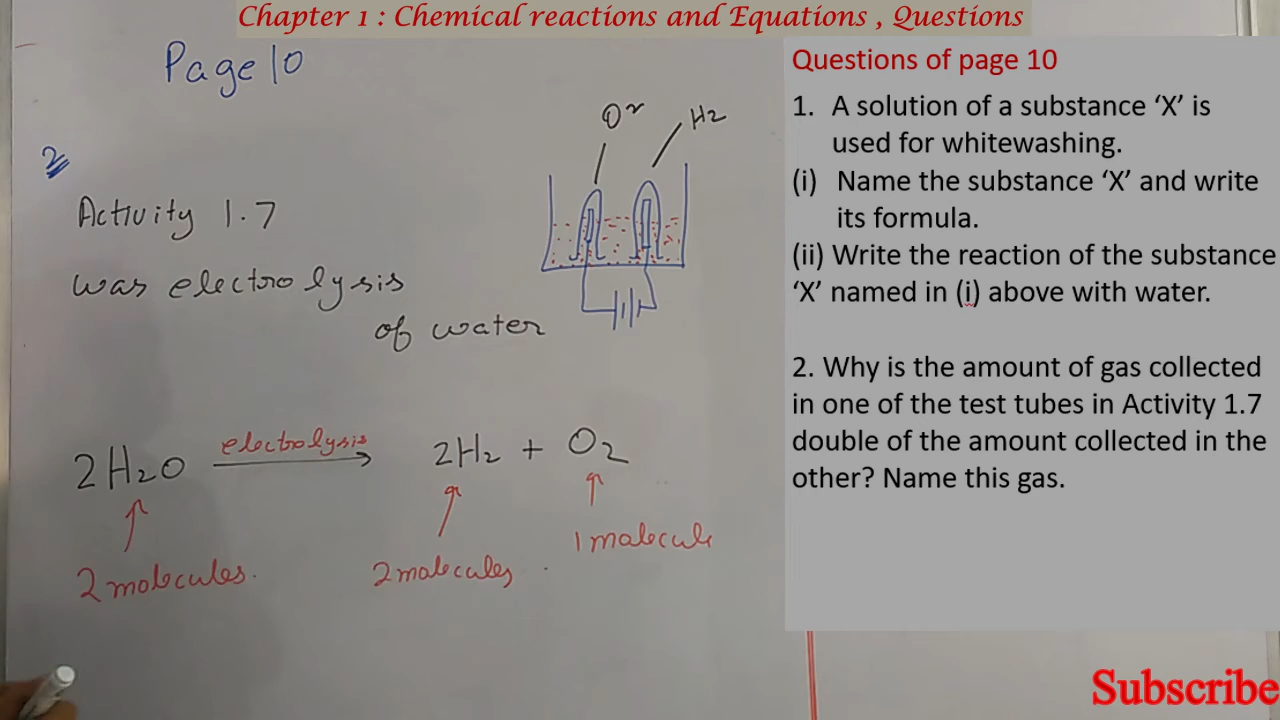 Chapter 1 : Chemical reactions and Equations , Questions
Page 10
2
Activity 1.7
was electrolysis
of water
O2
H2
2H2O electrolysis 2H2 + O2
2 molecules.
2 molecules
1 molecule
Questions of page 10
1. A solution of a substance ‘X’ is
used for whitewashing.
(i) Name the substance ‘X’ and write
its formula.
(ii) Write the reaction of the substance
‘X’ named in (i) above with water.
2. Why is the amount of gas collected
in one of the test tubes in Activity 1.7
double of the amount collected in the
other? Name this gas.
Subscribe